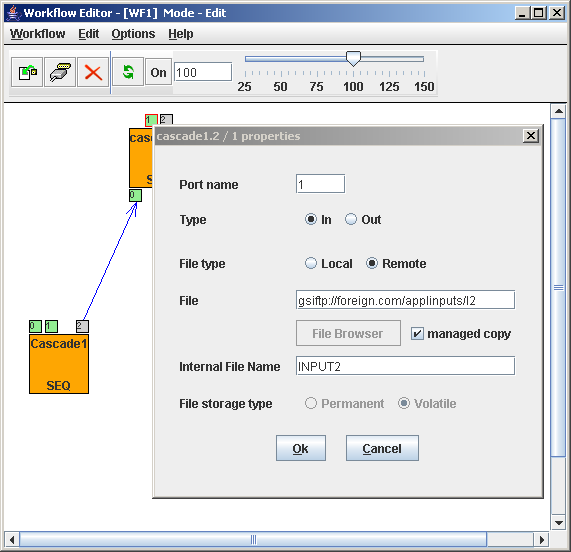 Workflow Editor - [WF1] Mode - Edit
Workflow Edit Options Help
On 100
25 50 75 100 125 150
1 2
cas
S
0
cascade1.2 / 1 properties
Port name 1
Type In Out
File type Local Remote
File gsiftp://foreign.com/applinputs/I2
File Browser managed copy
Internal File Name INPUT2
File storage type Permanent Volatile
Ok Cancel
0 1 2
Cascade1
SEQ